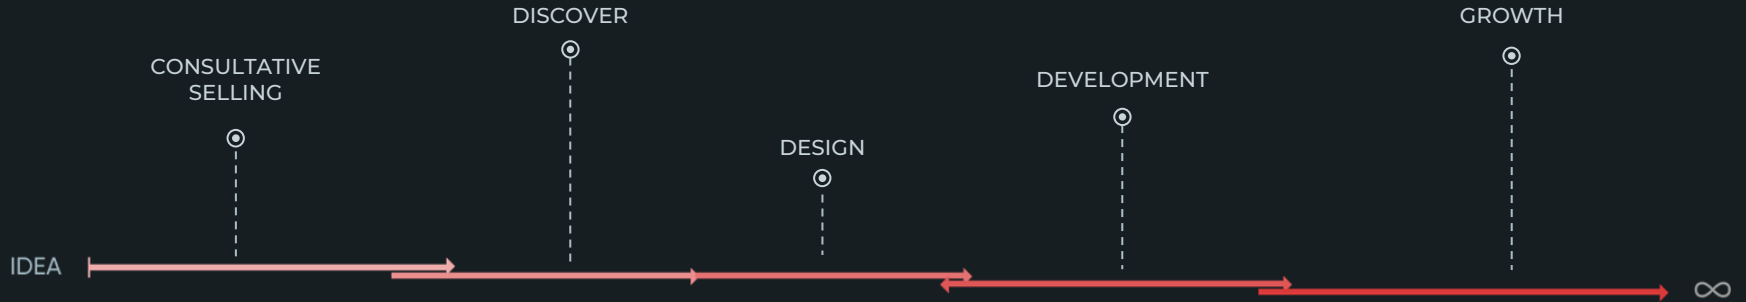 DISCOVER
GROWTH
CONSULTATIVE
SELLING
DEVELOPMENT
DESIGN
IDEA
∞